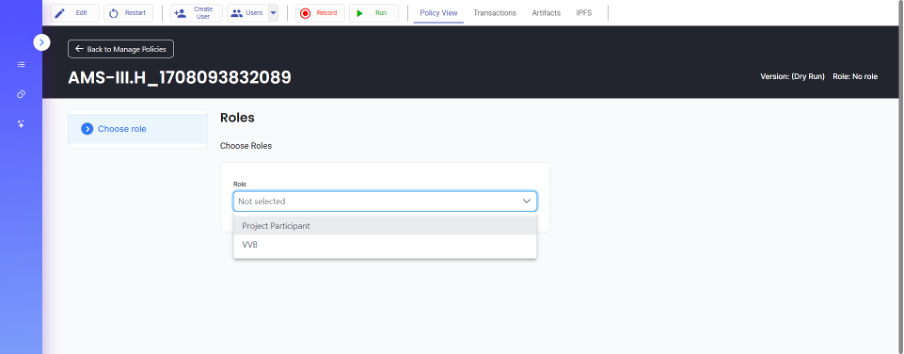 Edit Restart Create User Users Record Run Policy View Transactions Artifacts IPFS
Back to Manage Policies
AMS-III.H_1708093832089
Version: (Dry Run) Role: No role
Choose role
Roles
Choose Roles
Role
Not selected
Project Participant
VVB